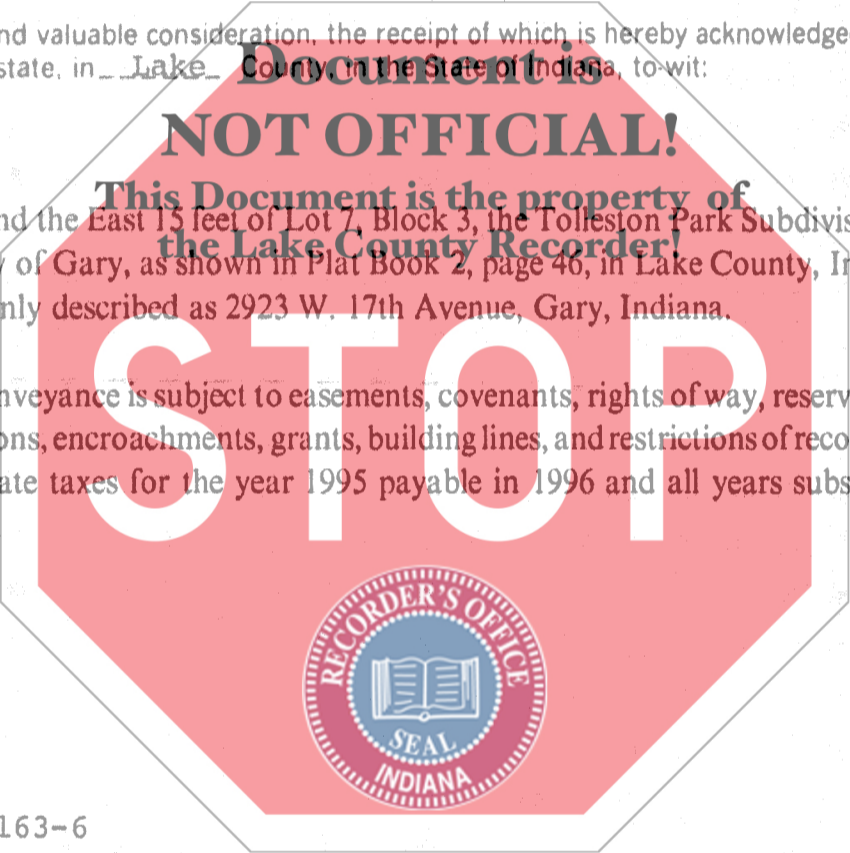 nd valuable consideration, the receipt of which is hereby acknowledge
state, in Lake County, in the State of Indiana, to-wit:
Document is
NOT OFFICIAL!
This Document is the property of
the Lake County Recorder!
nd the East 15 feet of Lot 7, Block 3, the Tolleston Park Subdivis
of Gary, as shown in Plat Book 2, page 46, in Lake County, In
nly described as 2923 W. 17th Avenue, Gary, Indiana.
STOP
nveyance is subject to easements, covenants, rights of way, reserv
ons, encroachments, grants, building lines, and restrictions of reco
ate taxes for the year 1995 payable in 1996 and all years subs
RECORDER'S OFFICE
SEAL
INDIANA
163-6